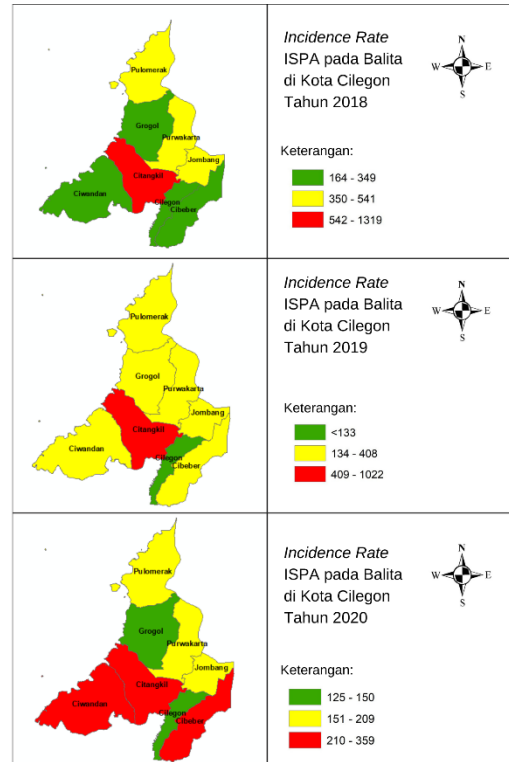 Incidence Rate
ISPA pada Balita
di Kota Cilegon
Tahun 2018
N
W
E
S
Keterangan:
164 - 349
350 - 541
542 - 1319
Pulomerak
Grogol
Purwakarta
Jombang
Citangkil
Ciwandan
Cilegon
Cibeber
Incidence Rate
ISPA pada Balita
di Kota Cilegon
Tahun 2019
N
W
E
S
Keterangan:
<133
134 - 408
409 - 1022
Pulomerak
Grogol
Purwakarta
Jombang
Citangkil
Ciwandan
Cilegon
Cibeber
Incidence Rate
ISPA pada Balita
di Kota Cilegon
Tahun 2020
N
W
E
S
Keterangan:
125 - 150
151 - 209
210 - 359
Pulomerak
Grogol
Purwakarta
Jombang
Citangkil
Ciwandan
Cilegon
Cibeber